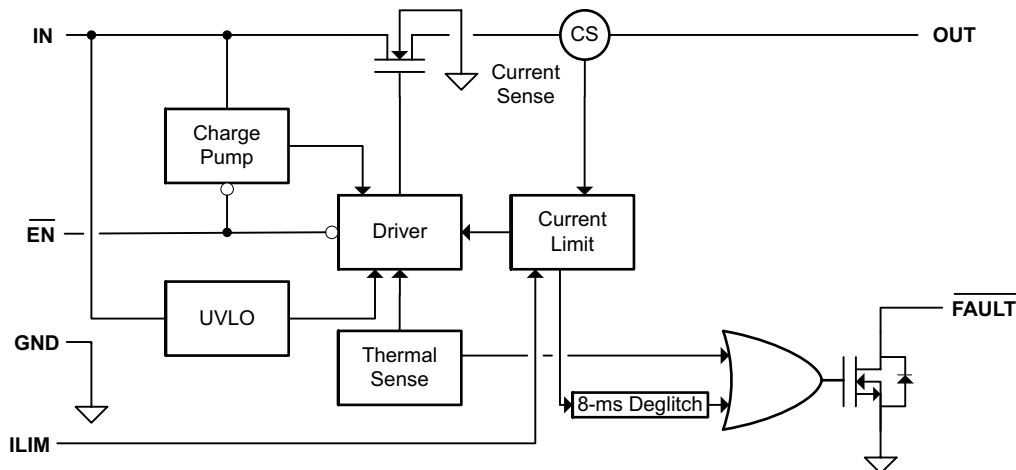 IN
CS
OUT
Current
Sense
Charge
Pump
EN
Driver
Current
Limit
UVLO
FAULT
GND
Thermal
Sense
8-ms Deglitch
ILIM